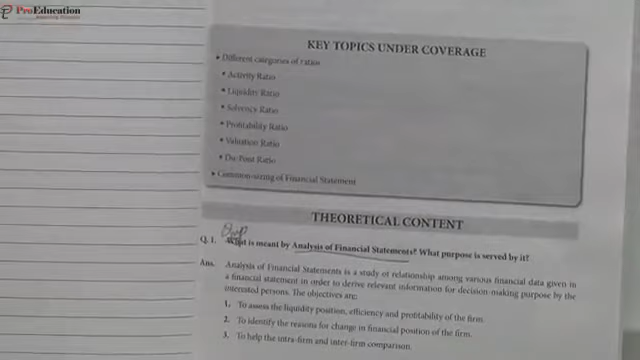 ProEducation
KEY TOPICS UNDER COVERAGE
• Different categories of ratios
• Activity Ratio
• Liquidity Ratio
• Solvency Ratio
• Profitability Ratio
• Valuation Ratio
• Du-Pont Ratio
• Common-sizing of Financial Statement
THEORETICAL CONTENT
Q. 1. What is meant by Analysis of Financial Statements? What purpose is served by it?
Ans. Analysis of Financial Statements is a study of relationship among various financial data given in
a financial statement in order to derive relevant information for decision-making purpose by the
interested persons. The objectives are:
1. To assess the liquidity position, efficiency and profitability of the firm.
2. To identify the reasons for change in financial position of the firm.
3. To help the intra-firm and inter-firm comparison.